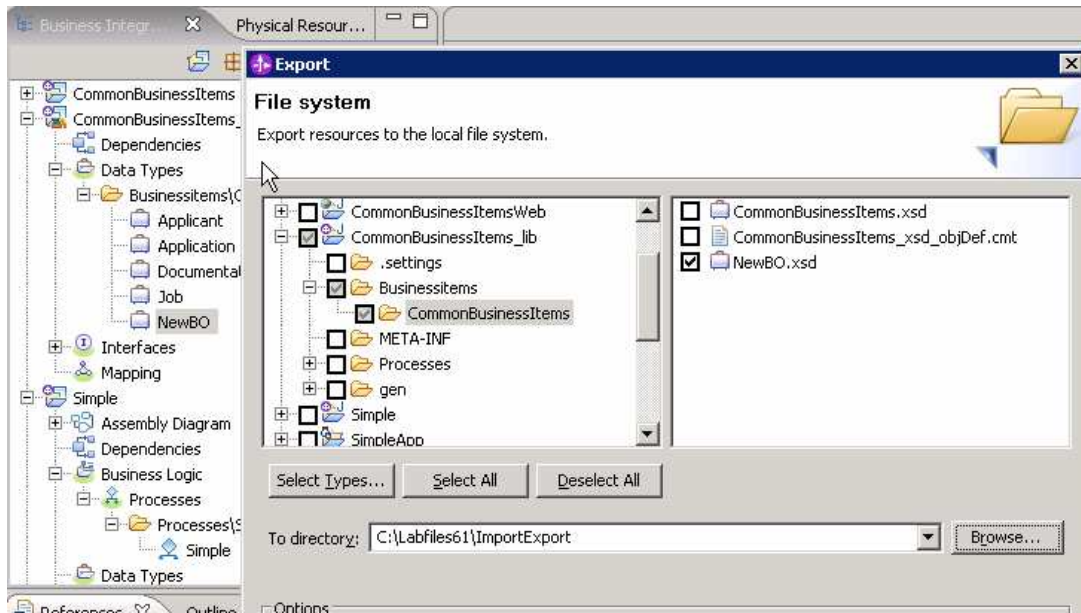 Business Integr...
Physical Resour...
CommonBusinessItems
CommonBusinessItems_
Dependencies
Data Types
Businessitems\C
Applicant
Application
Documentat
Job
NewBO
Interfaces
Mapping
Simple
Assembly Diagram
Dependencies
Business Logic
Processes
Processes\S
Simple
Data Types
References
Outline
Export
File system
Export resources to the local file system.
CommonBusinessItemsWeb
CommonBusinessItems_lib
.settings
Businessitems
CommonBusinessItems
META-INF
Processes
gen
Simple
SimpleApp
CommonBusinessItems.xsd
CommonBusinessItems_xsd_objDef.cmt
NewBO.xsd
Select Types...
Select All
Deselect All
To directory: C:\Labfiles61\ImportExport
Browse...
Options